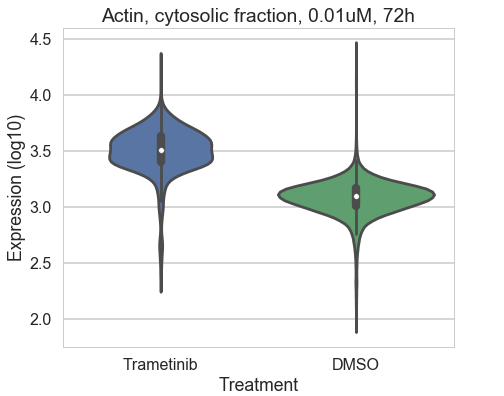 Actin, cytosolic fraction, 0.01uM, 72h
4.5
4.0
3.5
3.0
2.5
2.0
Expression (log10)
Trametinib
DMSO
Treatment